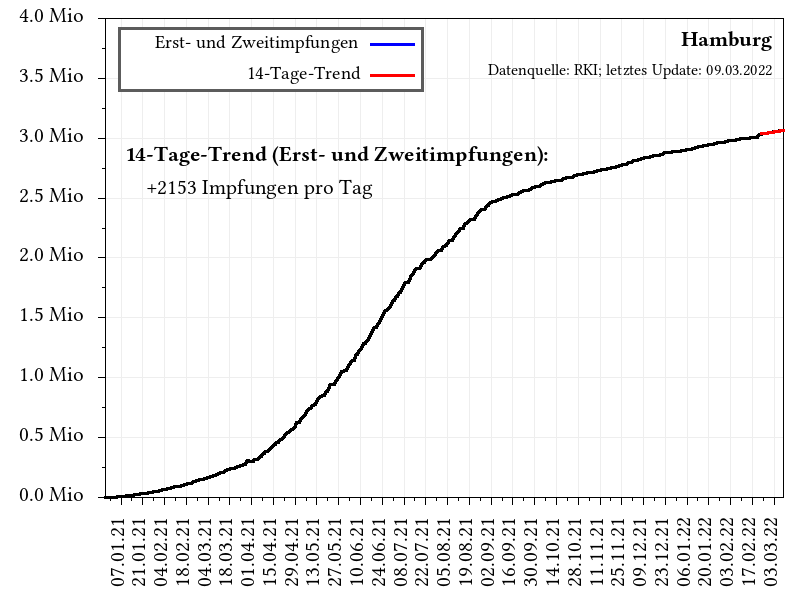 4.0 Mio
3.5 Mio
3.0 Mio
2.5 Mio
2.0 Mio
1.5 Mio
1.0 Mio
0.5 Mio
0.0 Mio
Erst- und Zweitimpfungen
14-Tage-Trend
Hamburg
Datenquelle: RKI; letztes Update: 09.03.2022
14-Tage-Trend (Erst- und Zweitimpfungen):
+2153 Impfungen pro Tag
07.01.21
21.01.21
04.02.21
18.02.21
04.03.21
18.03.21
01.04.21
15.04.21
29.04.21
13.05.21
27.05.21
10.06.21
24.06.21
08.07.21
22.07.21
05.08.21
19.08.21
02.09.21
16.09.21
30.09.21
14.10.21
28.10.21
11.11.21
25.11.21
09.12.21
23.12.21
06.01.22
20.01.22
03.02.22
17.02.22
03.03.22